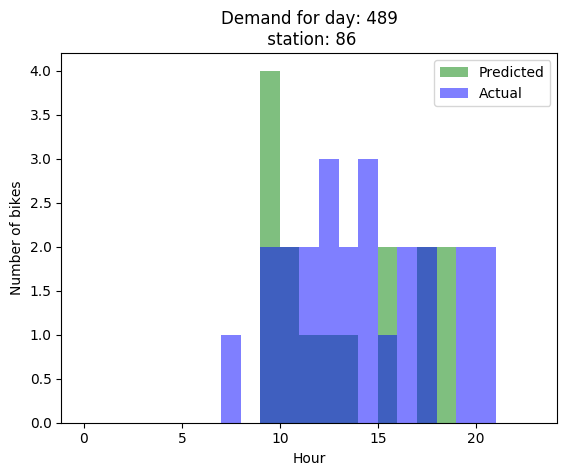 Demand for day: 489
station: 86
Predicted
Actual
Number of bikes
4.0
3.5
3.0
2.5
2.0
1.5
1.0
0.5
0.0
0 5 10 15 20
Hour